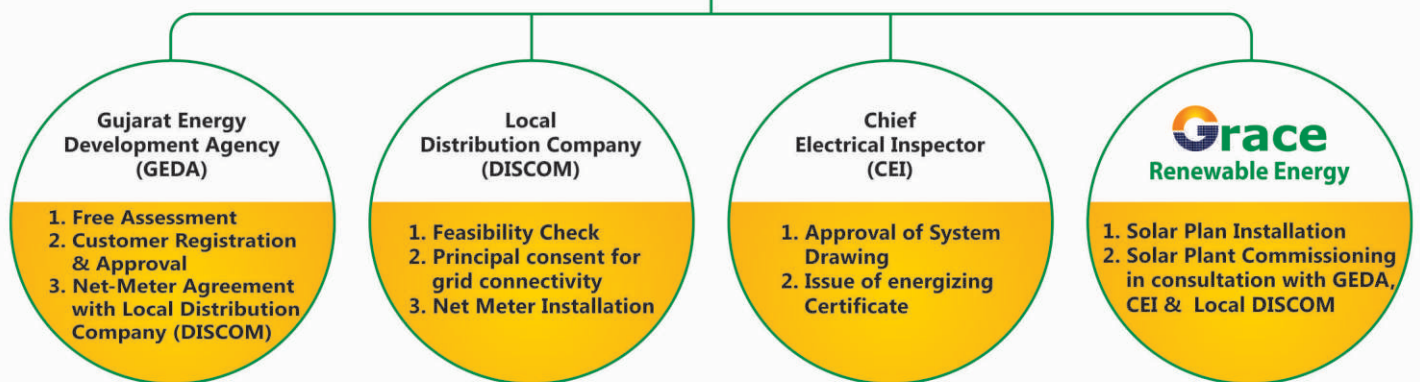 Gujarat Energy
Development Agency
(GEDA)
1. Free Assessment
2. Customer Registration
& Approval
3. Net-Meter Agreement
with Local Distribution
Company (DISCOM)
Local
Distribution Company
(DISCOM)
1. Feasibility Check
2. Principal consent for
grid connectivity
3. Net Meter Installation
Chief
Electrical Inspector
(CEI)
1. Approval of System
Drawing
2. Issue of energizing
Certificate
Grace
Renewable Energy
1. Solar Plan Installation
2. Solar Plant Commissioning
in consultation with GEDA,
CEI & Local DISCOM